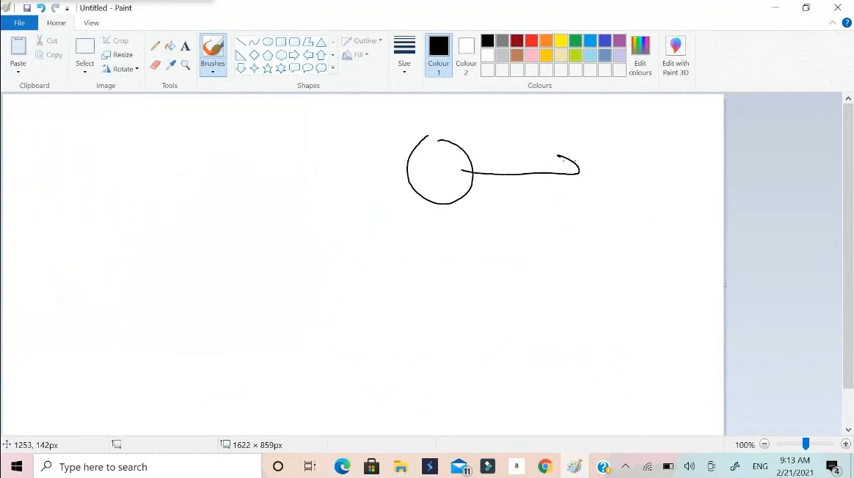 Untitled - Paint
File
Home
View
Paste
Cut
Copy
Clipboard
Select
Crop
Resize
Rotate
Image
A
Tools
Brushes
Shapes
Outline
Fill
Size
Colour
1
Colour
2
Edit
colours
Colours
Edit with
Paint 3D
1253, 142px
1622 × 859px
100%
Type here to search
11
a
ENG
9:13 AM
2/21/2021
4